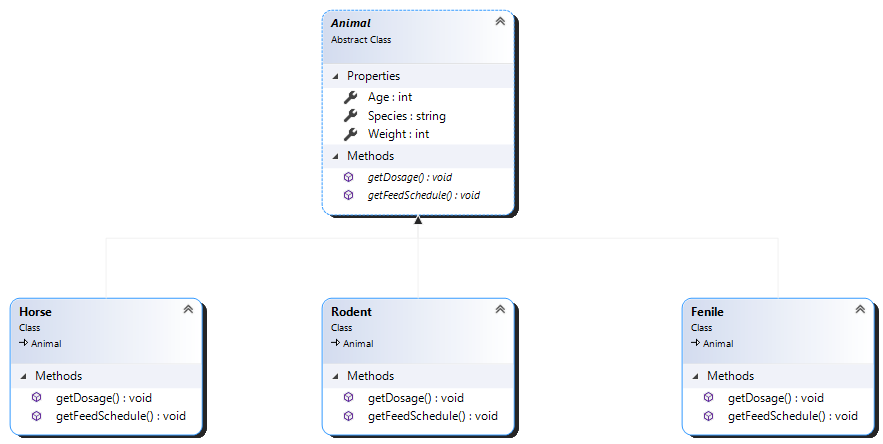 Animal
Abstract Class
Properties
Age : int
Species : string
Weight : int
Methods
getDosage() : void
getFeedSchedule() : void
Horse
Class
Animal
Methods
getDosage() : void
getFeedSchedule() : void
Rodent
Class
Animal
Methods
getDosage() : void
getFeedSchedule() : void
Fenile
Class
Animal
Methods
getDosage() : void
getFeedSchedule() : void